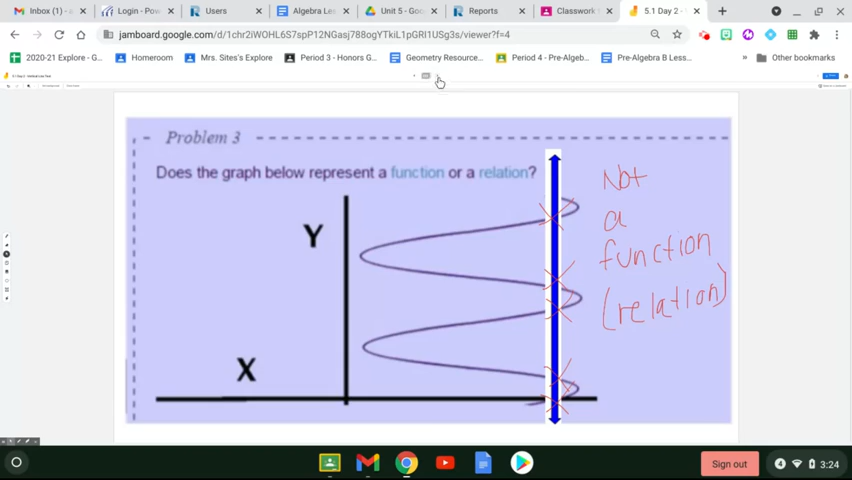 Inbox (1) - a
Login - Pow
Users
Algebra Les
Unit 5 - Goo
Reports
Classwork f
5.1 Day 2 -
jamboard.google.com/d/1chr2iW0HL6S7spP12NGasj788ogYTkiL1pGRI1USg3s/viewer?f=4
2020-21 Explore - G...
Homeroom
Mrs. Sites's Explore
Period 3 - Honors G...
Geometry Resource...
Period 4 - Pre-Algeb...
Pre-Algebra B Less...
»
Other bookmarks
Problem 3
Does the graph below represent a function or a relation?
Y
X
Not
a
function
(relation)
Sign out
4
3:24